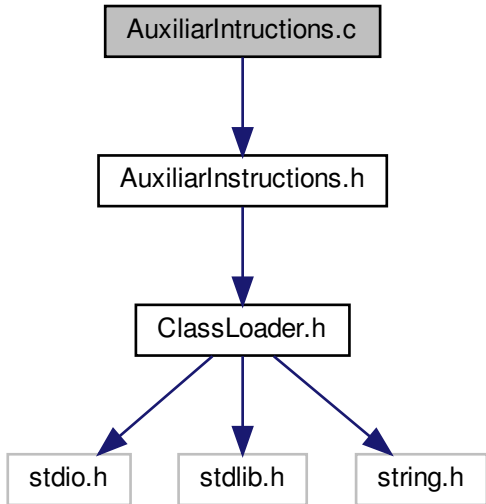 AuxiliarIntructions.c
AuxiliarInstructions.h
ClassLoader.h
stdio.h
stdlib.h
string.h